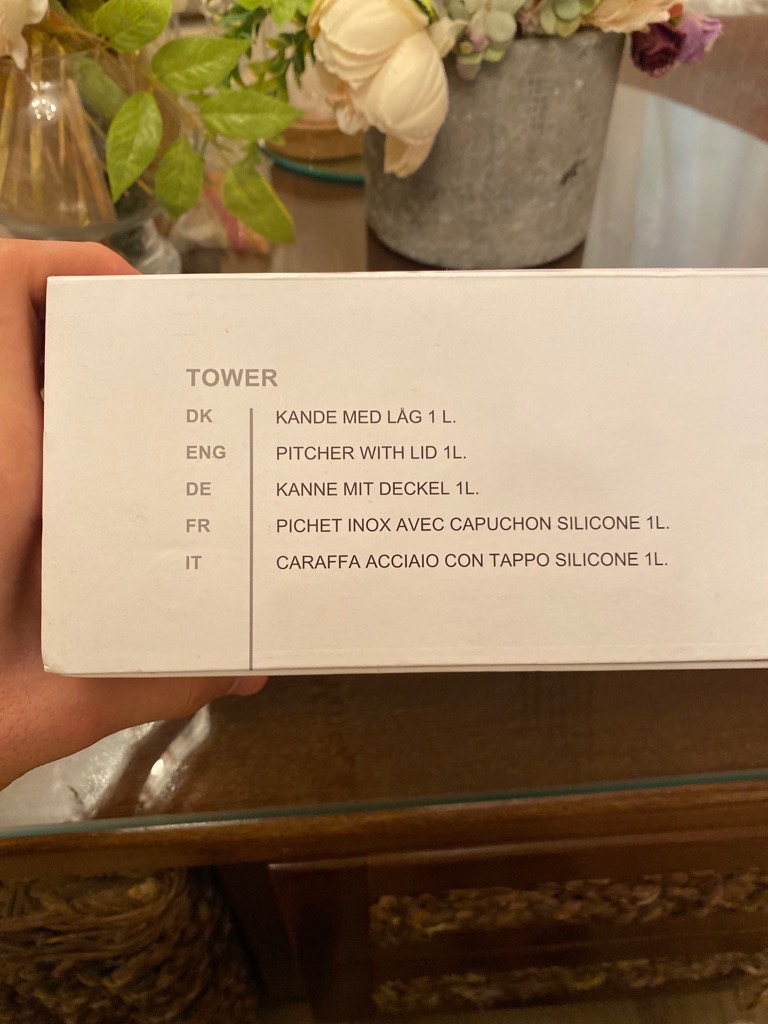 TOWER
DK KANDE MED LÅG 1 L.
ENG PITCHER WITH LID 1L.
DE KANNE MIT DECKEL 1L.
FR PICHET INOX AVEC CAPUCHON SILICONE 1L.
IT CARAFFA ACCIAIO CON TAPPO SILICONE 1L.